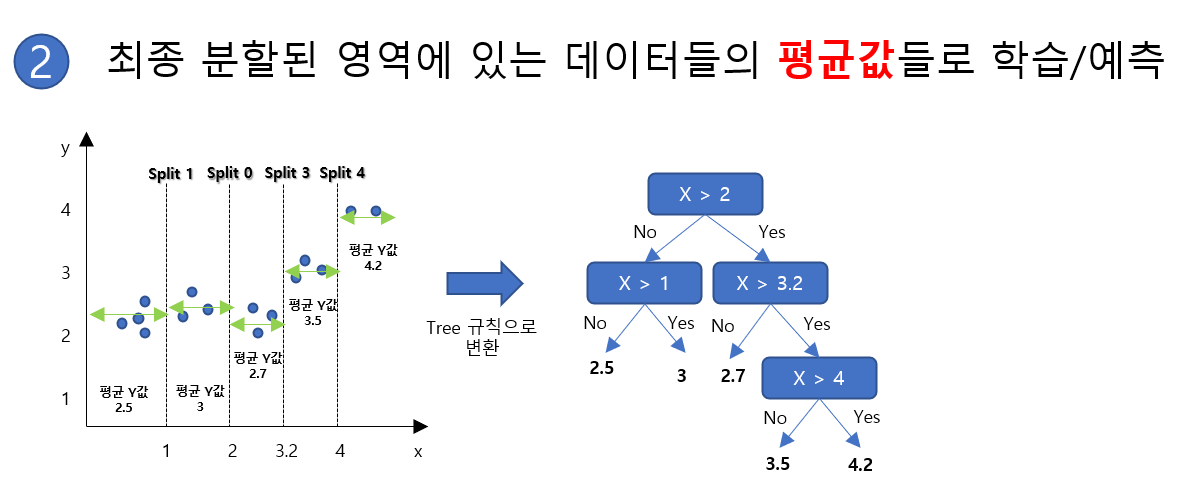 2 최종 분할된 영역에 있는 데이터들의 평균값들로 학습/예측
y
Split 1 Split 0 Split 3 Split 4
4
3
2
1
평균 Y값
4.2
평균 Y값
3.5
평균 Y값
2.7
평균 Y값
2.5
평균 Y값
3
1 2 3.2 4 x
Tree 규칙으로
변환
X > 2
No Yes
X > 1 X > 3.2
No Yes No Yes
2.5 3 2.7
X > 4
No Yes
3.5 4.2